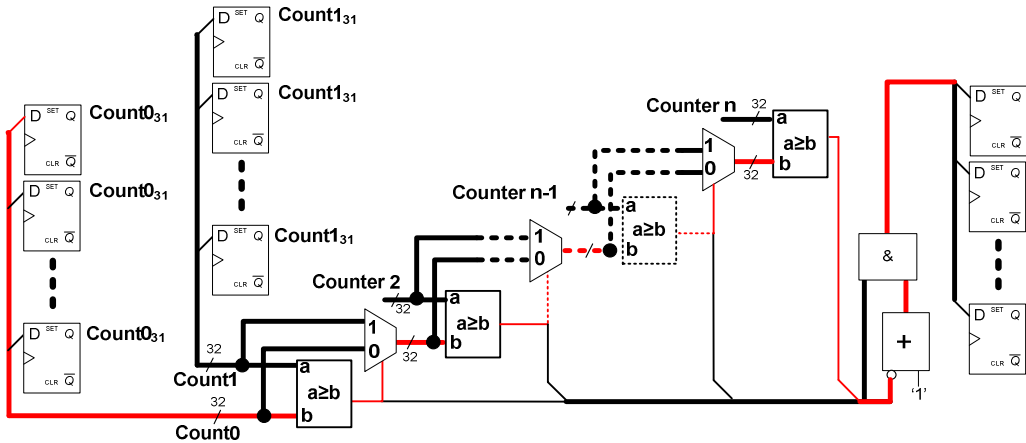 D SET Q
CLR Q
Count1₃₁
D SET Q
CLR Q
Count1₃₁
D SET Q
CLR Q
Count1₃₁
D SET Q
CLR Q
Count0₃₁
D SET Q
CLR Q
Count0₃₁
D SET Q
CLR Q
Count0₃₁
32
Count1
32
Count0
a
a≥b
b
1
0
32
Counter 2
32
a
a≥b
b
1
0
Counter n-1
a
a≥b
b
1
0
32
Counter n
32
a
a≥b
b
&
+
‘1’
D SET Q
CLR Q
D SET Q
CLR Q
D SET Q
CLR Q